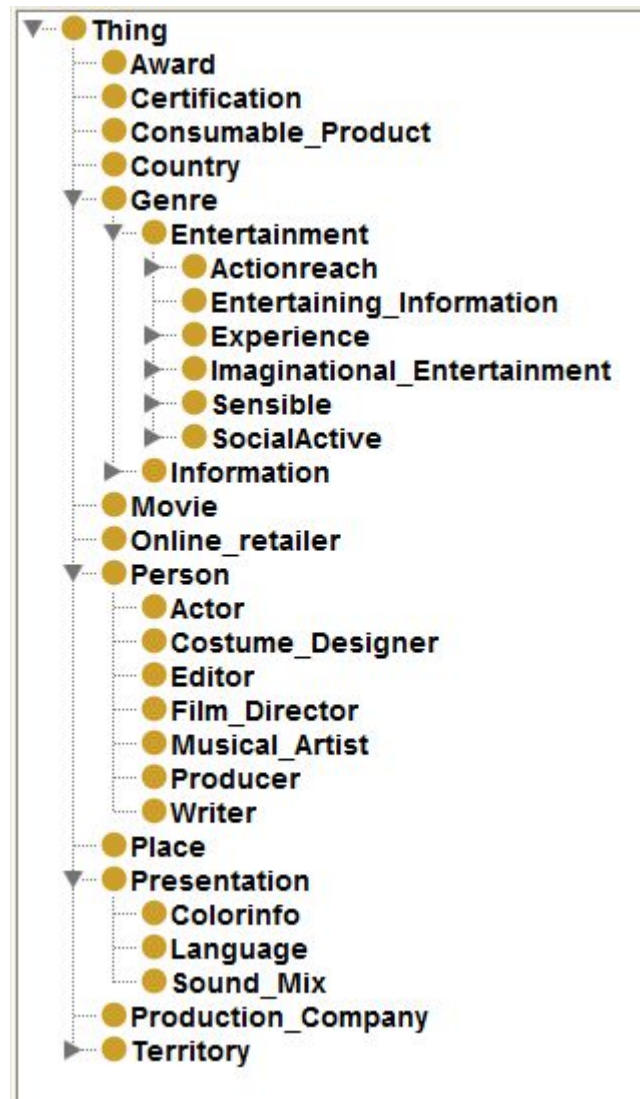 Thing
Award
Certification
Consumable_Product
Country
Genre
Entertainment
Actionreach
Entertaining_Information
Experience
Imaginational_Entertainment
Sensible
SocialActive
Information
Movie
Online_retailer
Person
Actor
Costume_Designer
Editor
Film_Director
Musical_Artist
Producer
Writer
Place
Presentation
Colorinfo
Language
Sound_Mix
Production_Company
Territory